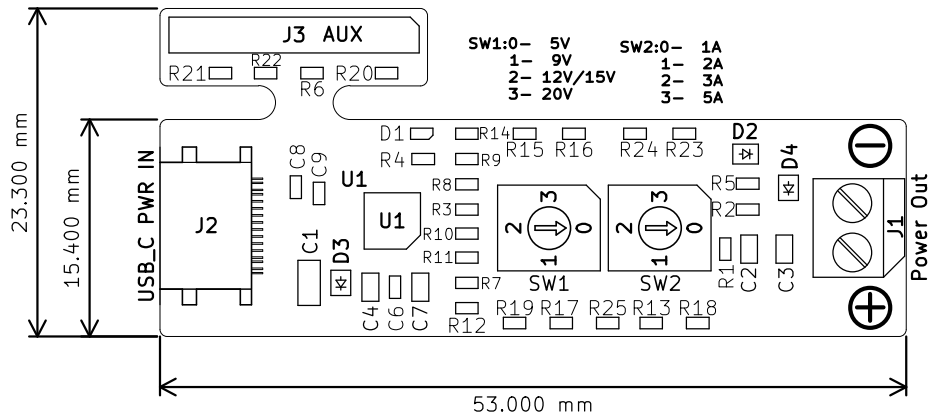 J3 AUX
R21
R22
R6
R20
SW1:0- 5V
1- 9V
2- 12V/15V
3- 20V
SW2:0- 1A
1- 2A
2- 3A
3- 5A
23.300 mm
15.400 mm
USB_C PWR IN
J2
C8
C9
D1
R4
R14
R9
R15
R16
R24
R23
D2
D4
U1
U1
R8
R3
R10
R11
R7
R12
3
2
0
1
SW1
3
2
0
1
SW2
R5
R2
R1
C2
C3
J1
Power Out
C1
D3
C4
C6
C7
R19
R17
R25
R13
R18
53.000 mm